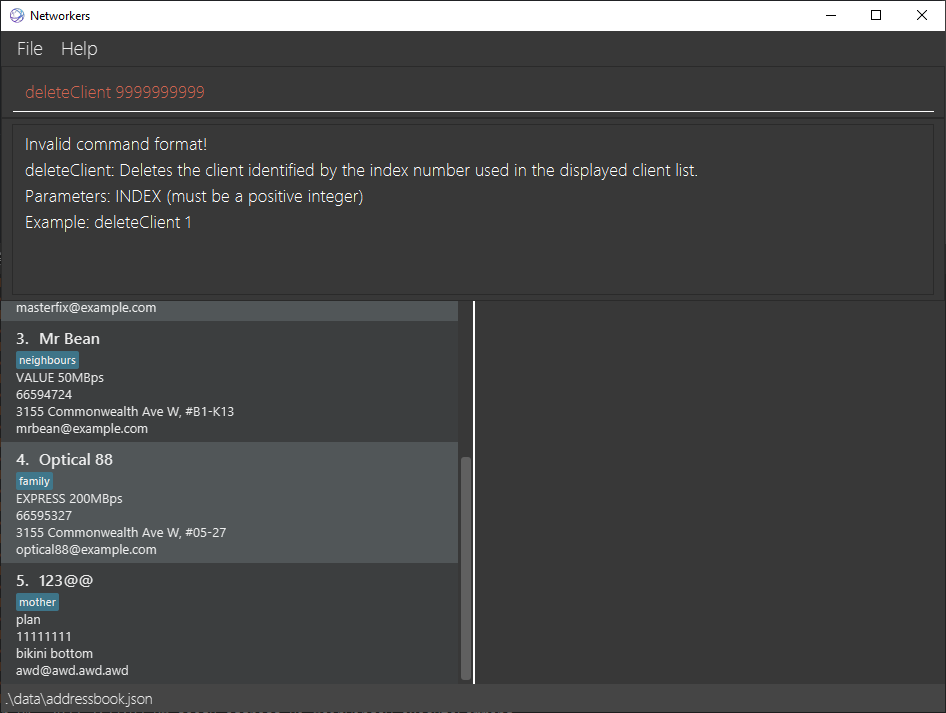 Networkers
File Help
deleteClient 9999999999
Invalid command format!
deleteClient: Deletes the client identified by the index number used in the displayed client list.
Parameters: INDEX (must be a positive integer)
Example: deleteClient 1
masterfix@example.com
3. Mr Bean
neighbours
VALUE 50MBps
66594724
3155 Commonwealth Ave W, #B1-K13
mrbean@example.com
4. Optical 88
family
EXPRESS 200MBps
66595327
3155 Commonwealth Ave W, #05-27
optical88@example.com
5. 123@@
mother
plan
11111111
bikini bottom
awd@awd.awd.awd
.\data\addressbook.json